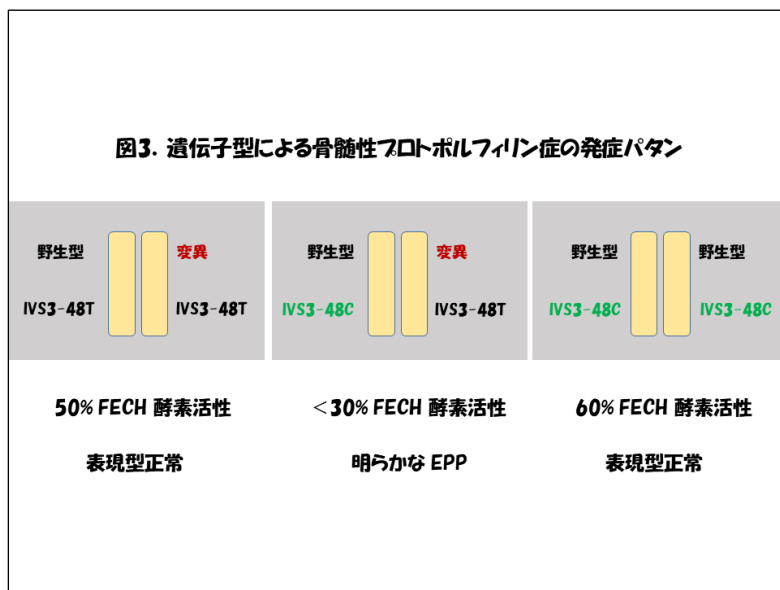 図3. 遺伝子型による骨髄性プロトポルフィリン症の発症パタン
野生型 変異
IVS3-48T IVS3-48T
50% FECH 酵素活性
表現型正常
野生型 変異
IVS3-48C IVS3-48T
<30% FECH 酵素活性
明らかな EPP
野生型 野生型
IVS3-48C IVS3-48C
60% FECH 酵素活性
表現型正常